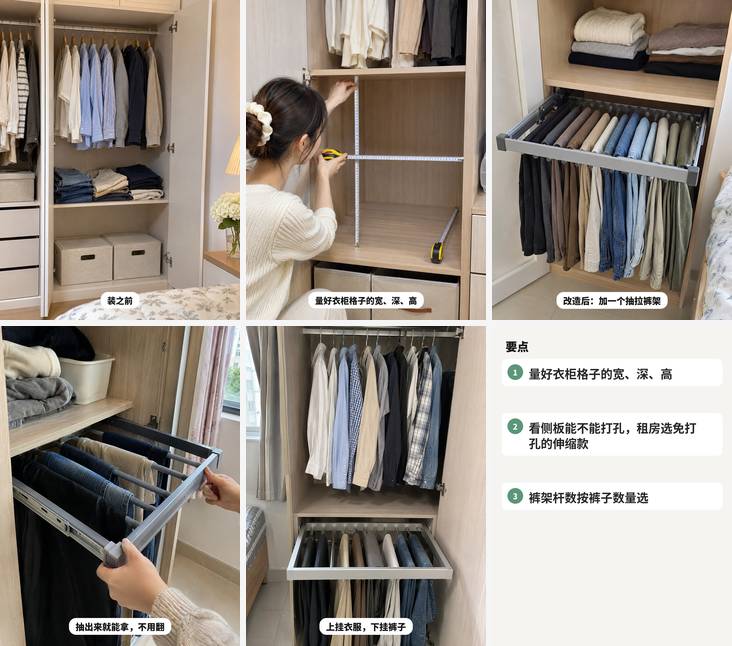 装之前
量好衣柜格子的宽、深、高
改造后：加一个抽拉裤架
抽出来就能拿，不用翻
上挂衣服，下挂裤子
要点
1 量好衣柜格子的宽、深、高
2 看侧板能不能打孔，租房选免打
孔的伸缩款
3 裤架杆数按裤子数量选